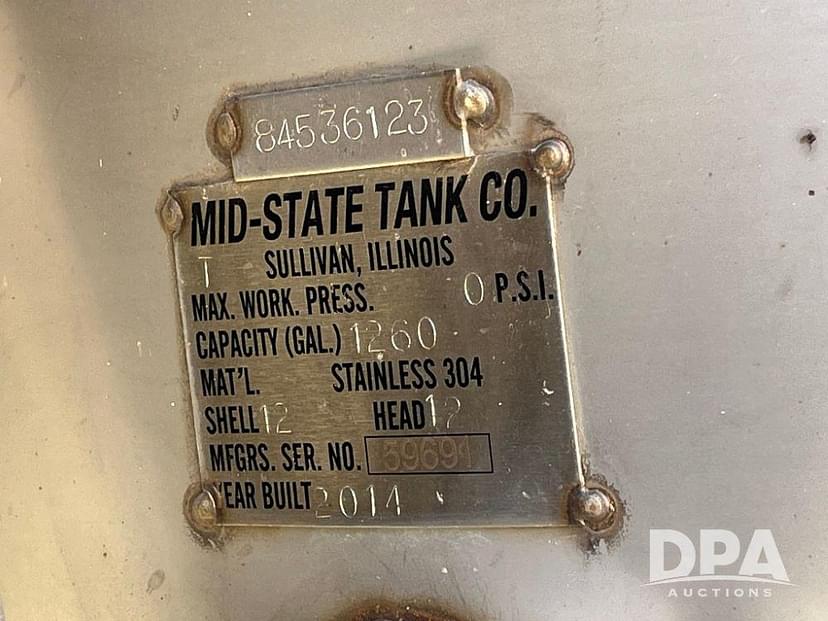 84536123
MID-STATE TANK CO.
T SULLIVAN, ILLINOIS
MAX. WORK. PRESS. 0 P.S.I.
CAPACITY (GAL.) 1260
MAT'L. STAINLESS 304
SHELL 12 HEAD 12
MFGRS. SER. NO. 59694
YEAR BUILT 2014
DPA
AUCTIONS